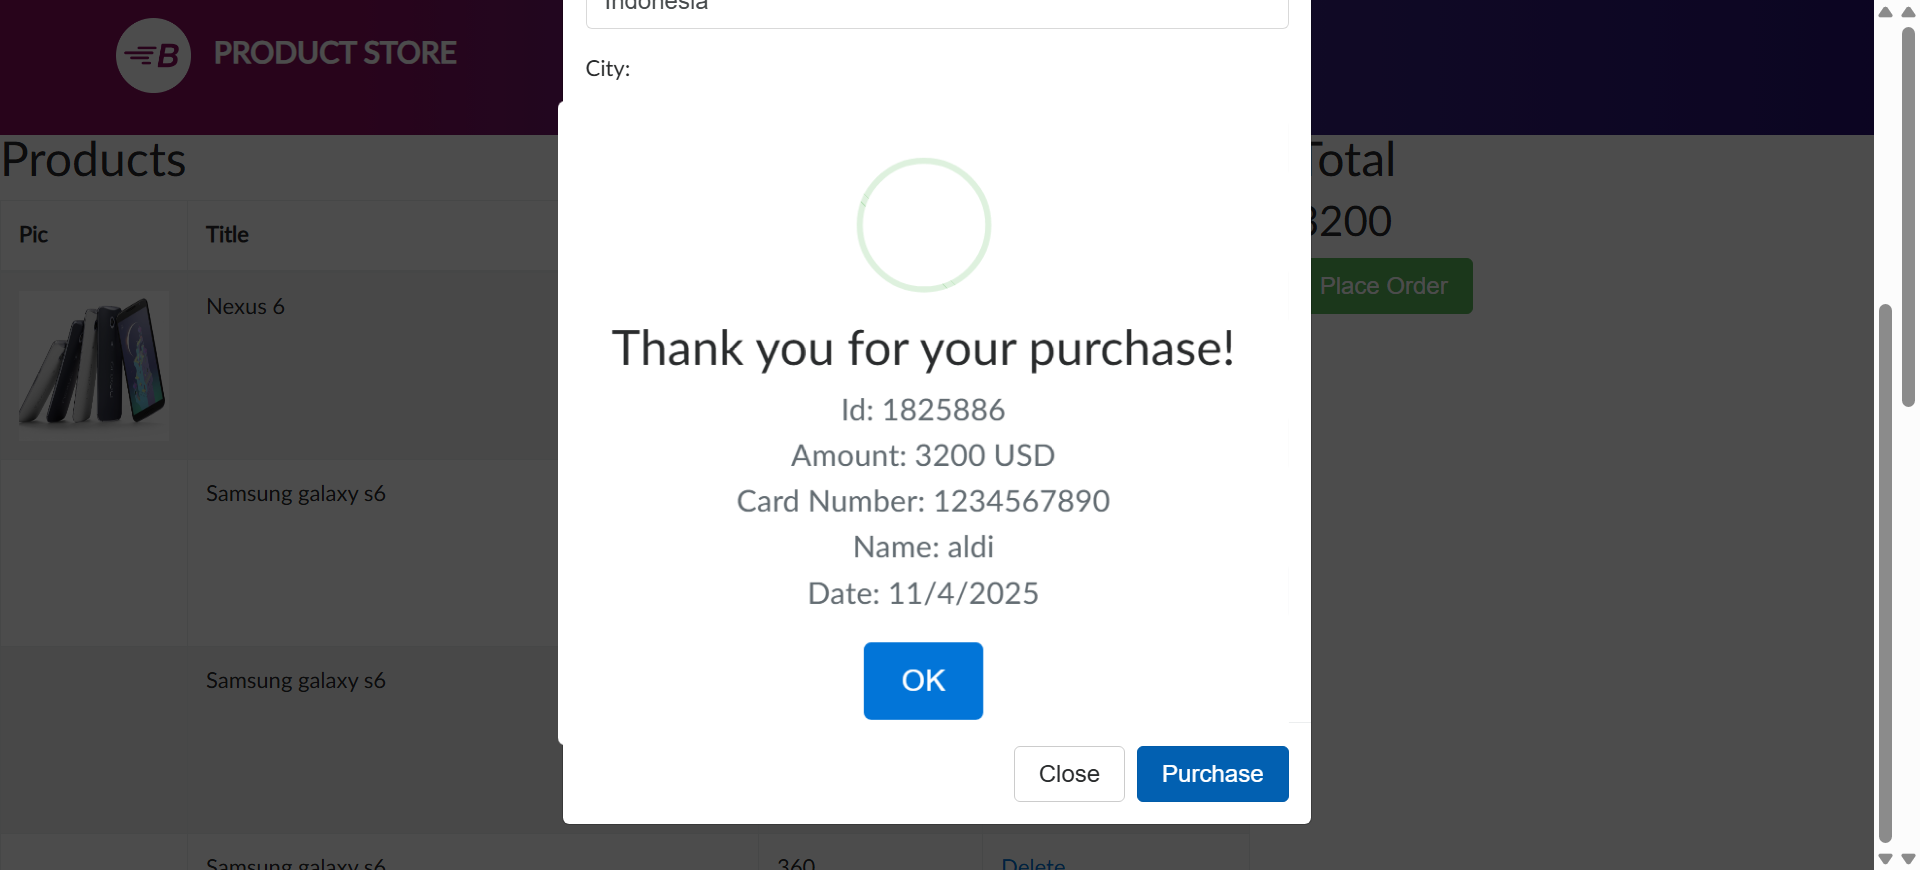 Indonesia
B PRODUCT STORE
City:
Products
Total
Pic
Title
3200
Place Order
Nexus 6
Thank you for your purchase!
Id: 1825886
Amount: 3200 USD
Card Number: 1234567890
Name: aldi
Date: 11/4/2025
OK
Samsung galaxy s6
Samsung galaxy s6
Close
Purchase
Samsung galaxy s6
360
Delete